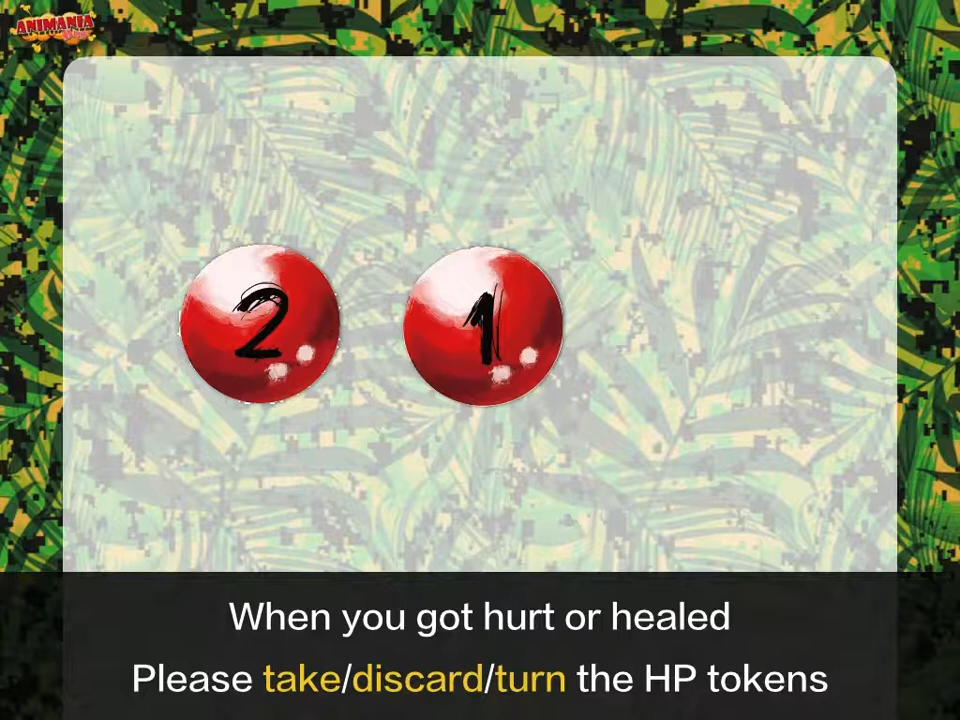 ANIMANIA
2 1
When you got hurt or healed
Please take/discard/turn the HP tokens